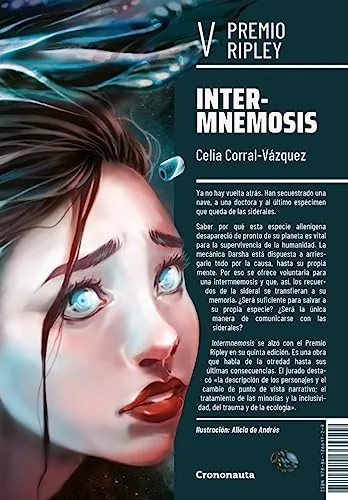 V PREMIO
RIPLEY
INTER-
MNEMOSIS
Celia Corral-Vázquez
Ya no hay vuelta atrás. Han secuestrado una
nave, a una doctora y al último espécimen
que queda de las siderales.
Saber por qué esta especie alienígena
desapareció de pronto de su planeta es vital
para la supervivencia de la humanidad. La
mecánica Darsha está dispuesta a arries-
garlo todo por la causa, hasta su propia
mente. Por eso se ofrece voluntaria para
una intermnemosis y que, así, los recuer-
dos de la sideral se transfieran a su
memoria. ¿Será suficiente para salvar a
su propia especie? ¿Será la única
manera de comunicarse con las
siderales?
Intermnemosis se alzó con el Premio
Ripley en su quinta edición. Es una obra
que habla de la otredad hasta sus
últimas consecuencias. El jurado desta-
có «la descripción de los personajes y el
cambio de punto de vista narrativo; el
tratamiento de las minorías y la inclusivi-
dad, del trauma y de la ecología».
Ilustración: Alicia de Andrés
Crononauta